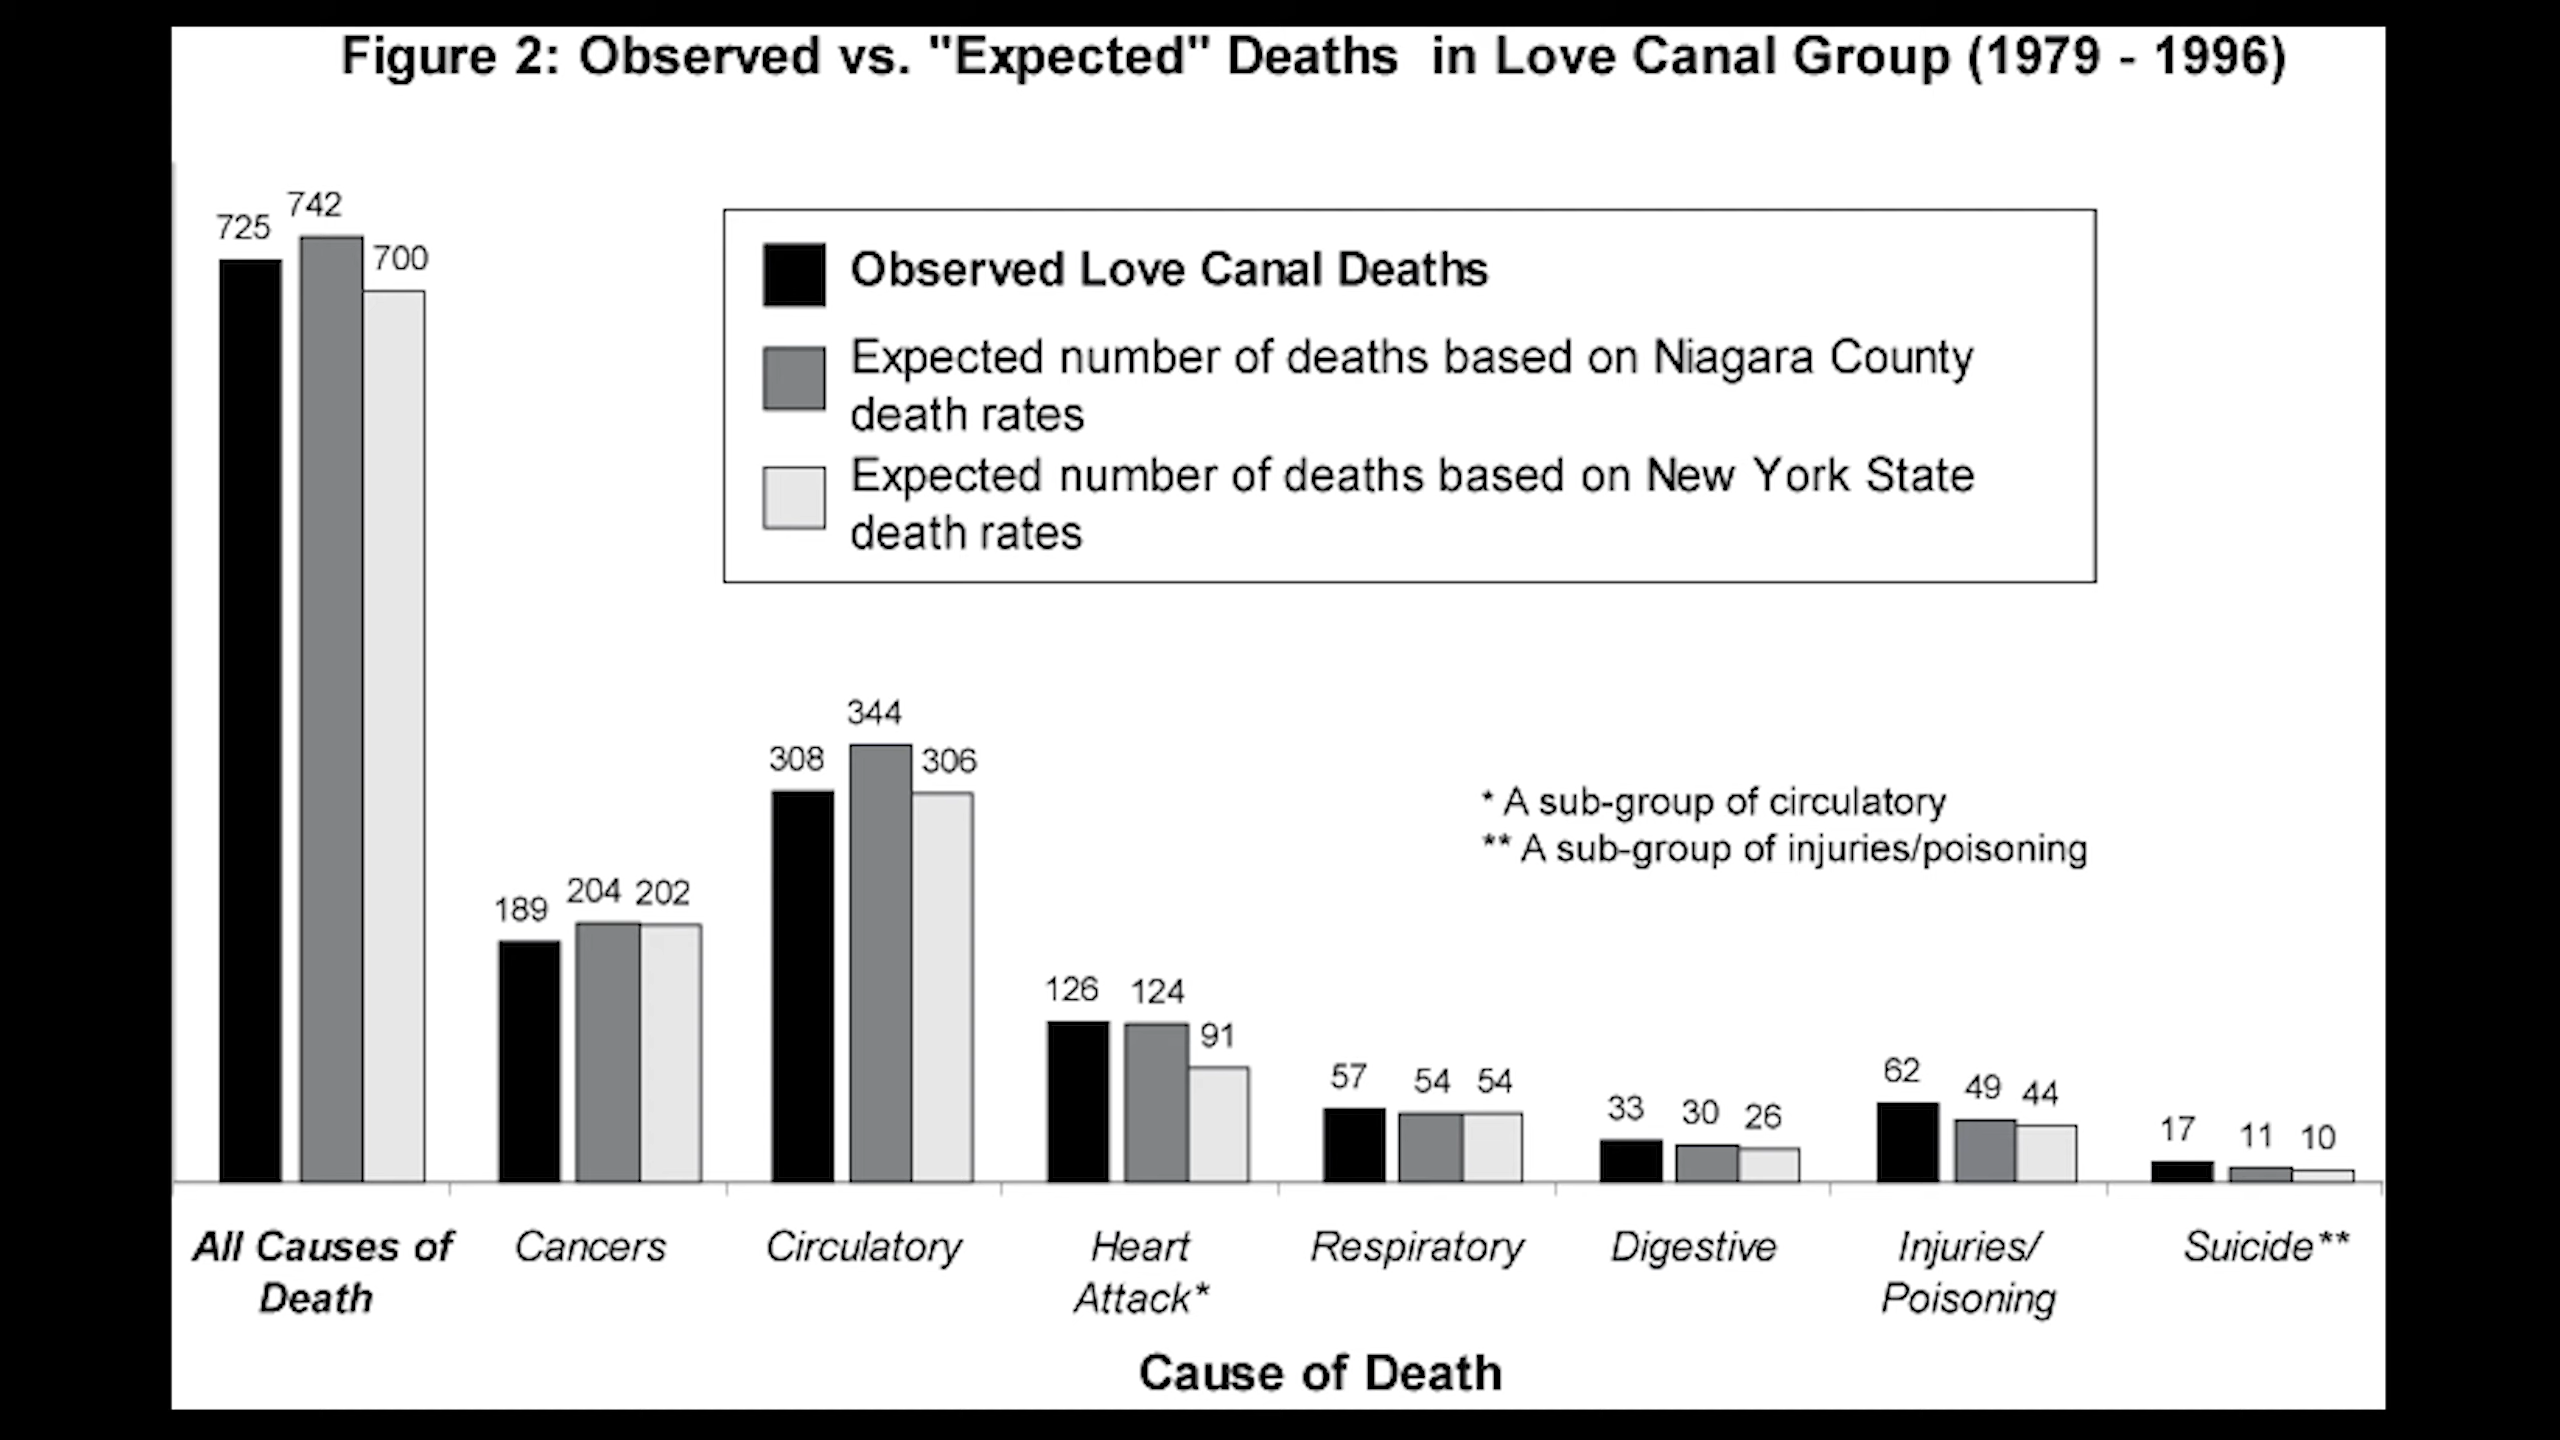 Figure 2: Observed vs. "Expected" Deaths in Love Canal Group (1979 - 1996)
725
742
700
Observed Love Canal Deaths
Expected number of deaths based on Niagara County
death rates
Expected number of deaths based on New York State
death rates
308
344
306
* A sub-group of circulatory
** A sub-group of injuries/poisoning
189
204
202
126
124
91
57
54
54
33
30
26
62
49
44
17
11
10
All Causes of
Death
Cancers
Circulatory
Heart
Attack*
Respiratory
Digestive
Injuries/
Poisoning
Suicide**
Cause of Death